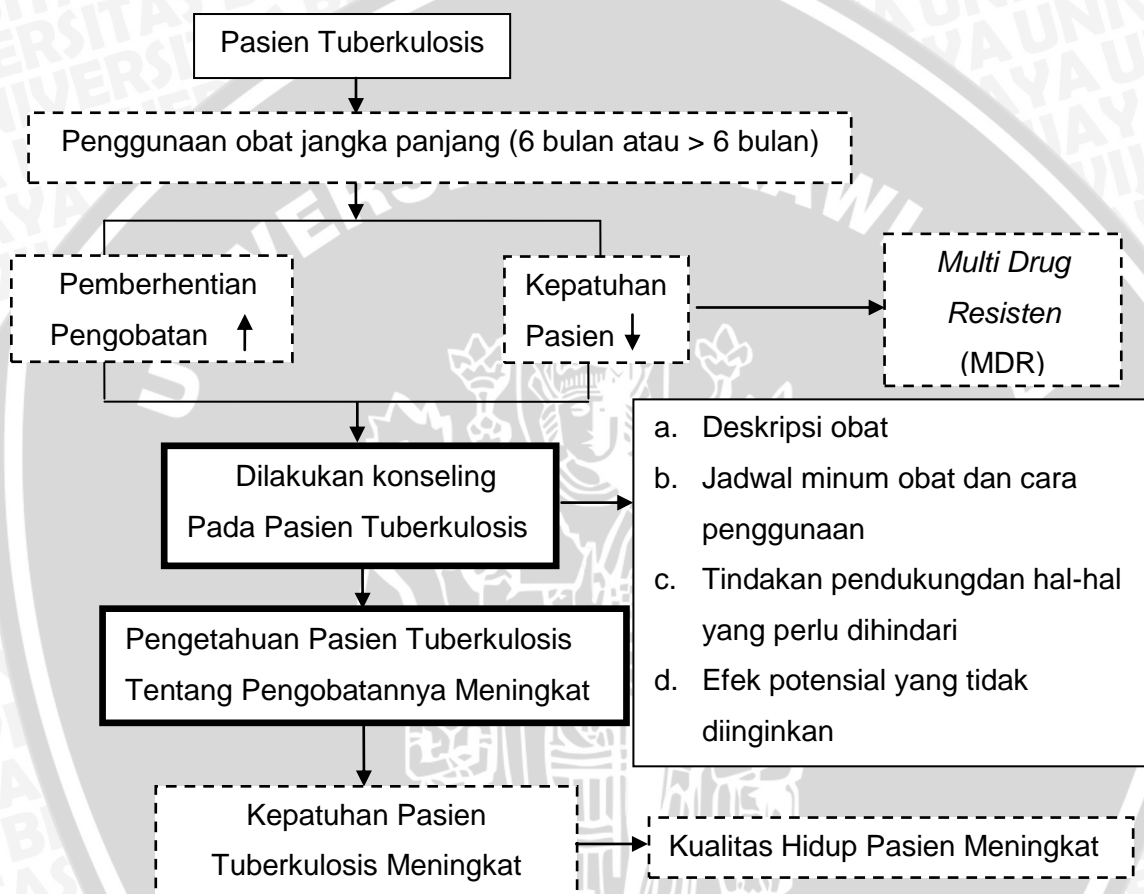 Pasien Tuberkulosis
Penggunaan obat jangka panjang (6 bulan atau > 6 bulan)
Pemberhentian
Pengobatan ↑
Kepatuhan
Pasien ↓
Multi Drug
Resisten
(MDR)
Dilakukan konseling
Pada Pasien Tuberkulosis
a. Deskripsi obat
b. Jadwal minum obat dan cara
penggunaan
c. Tindakan pendukungdan hal-hal
yang perlu dihindari
d. Efek potensial yang tidak
diinginkan
Pengetahuan Pasien Tuberkulosis
Tentang Pengobatannya Meningkat
Kepatuhan Pasien
Tuberkulosis Meningkat
Kualitas Hidup Pasien Meningkat